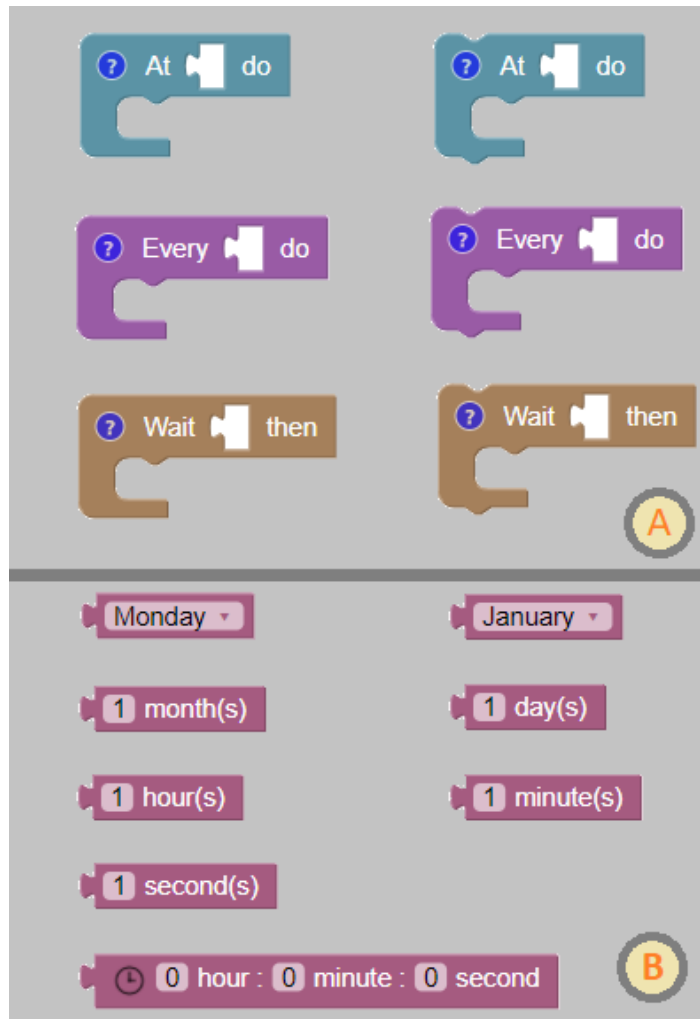 ? At do
? At do
? Every do
? Every do
? Wait then
? Wait then
A
Monday
January
1 month(s)
1 day(s)
1 hour(s)
1 minute(s)
1 second(s)
0 hour : 0 minute : 0 second
B